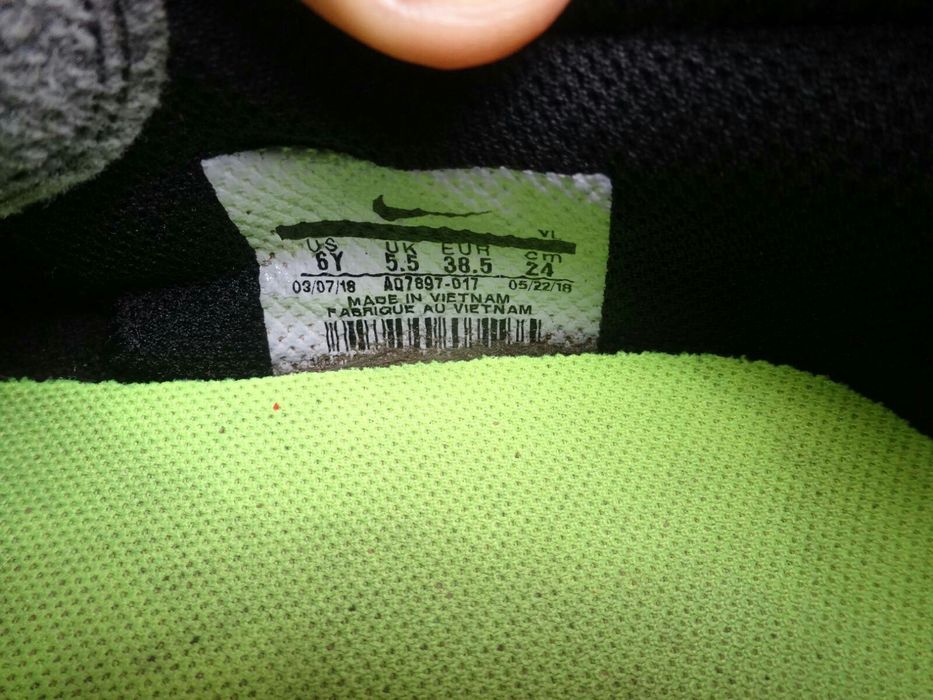 VL
US UK EUR cm
6Y 5.5 38.5 24
03/07/18 AQ7897-017 05/22/18
MADE IN VIETNAM
FABRIQUE AU VIETNAM